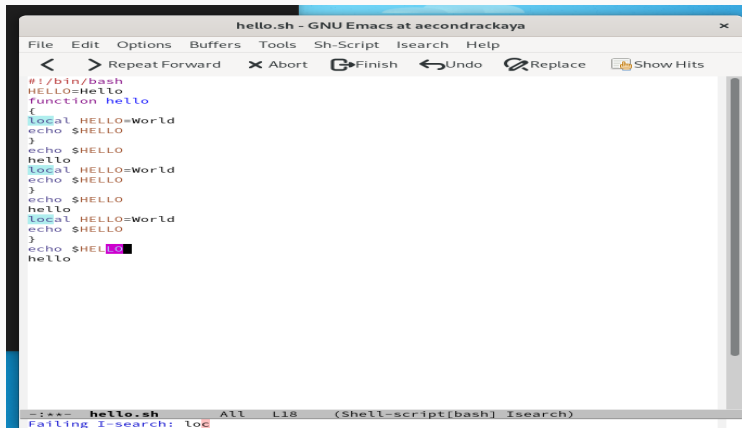 hello.sh - GNU Emacs at aecondrackaya
File Edit Options Buffers Tools Sh-Script Isearch Help
Repeat Forward Abort Finish Undo Replace Show Hits
#!/bin/bash
HELLO=Hello
function hello
{
local HELLO=World
echo $HELLO
}
echo $HELLO
hello
local HELLO=World
echo $HELLO
}
echo $HELLO
hello
local HELLO=World
echo $HELLO
}
echo $HELLO
hello
-:**- hello.sh All L18 (Shell-script[bash] Isearch)
Failing I-search: loc